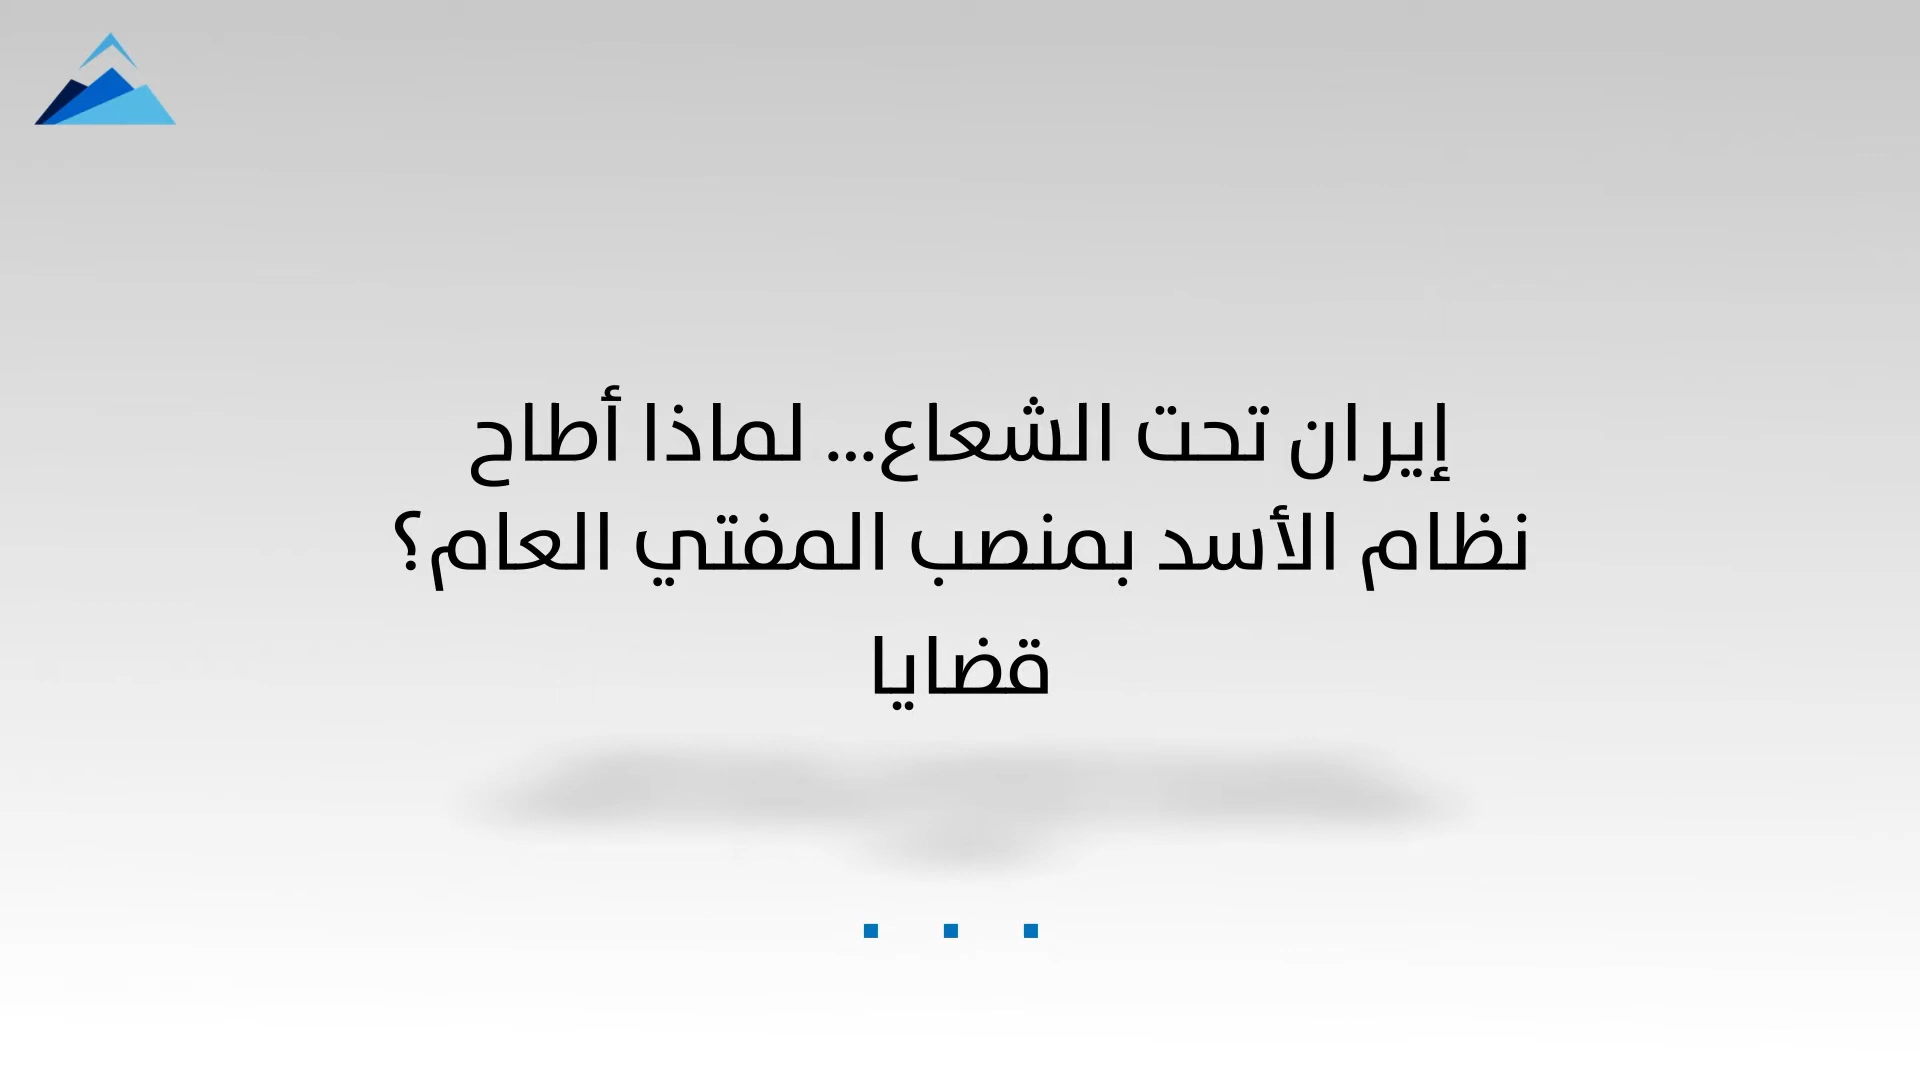 إيران تحت الشعاع... لماذا أطاح
نظام الأسد بمنصب المفتي العام؟
قضايا